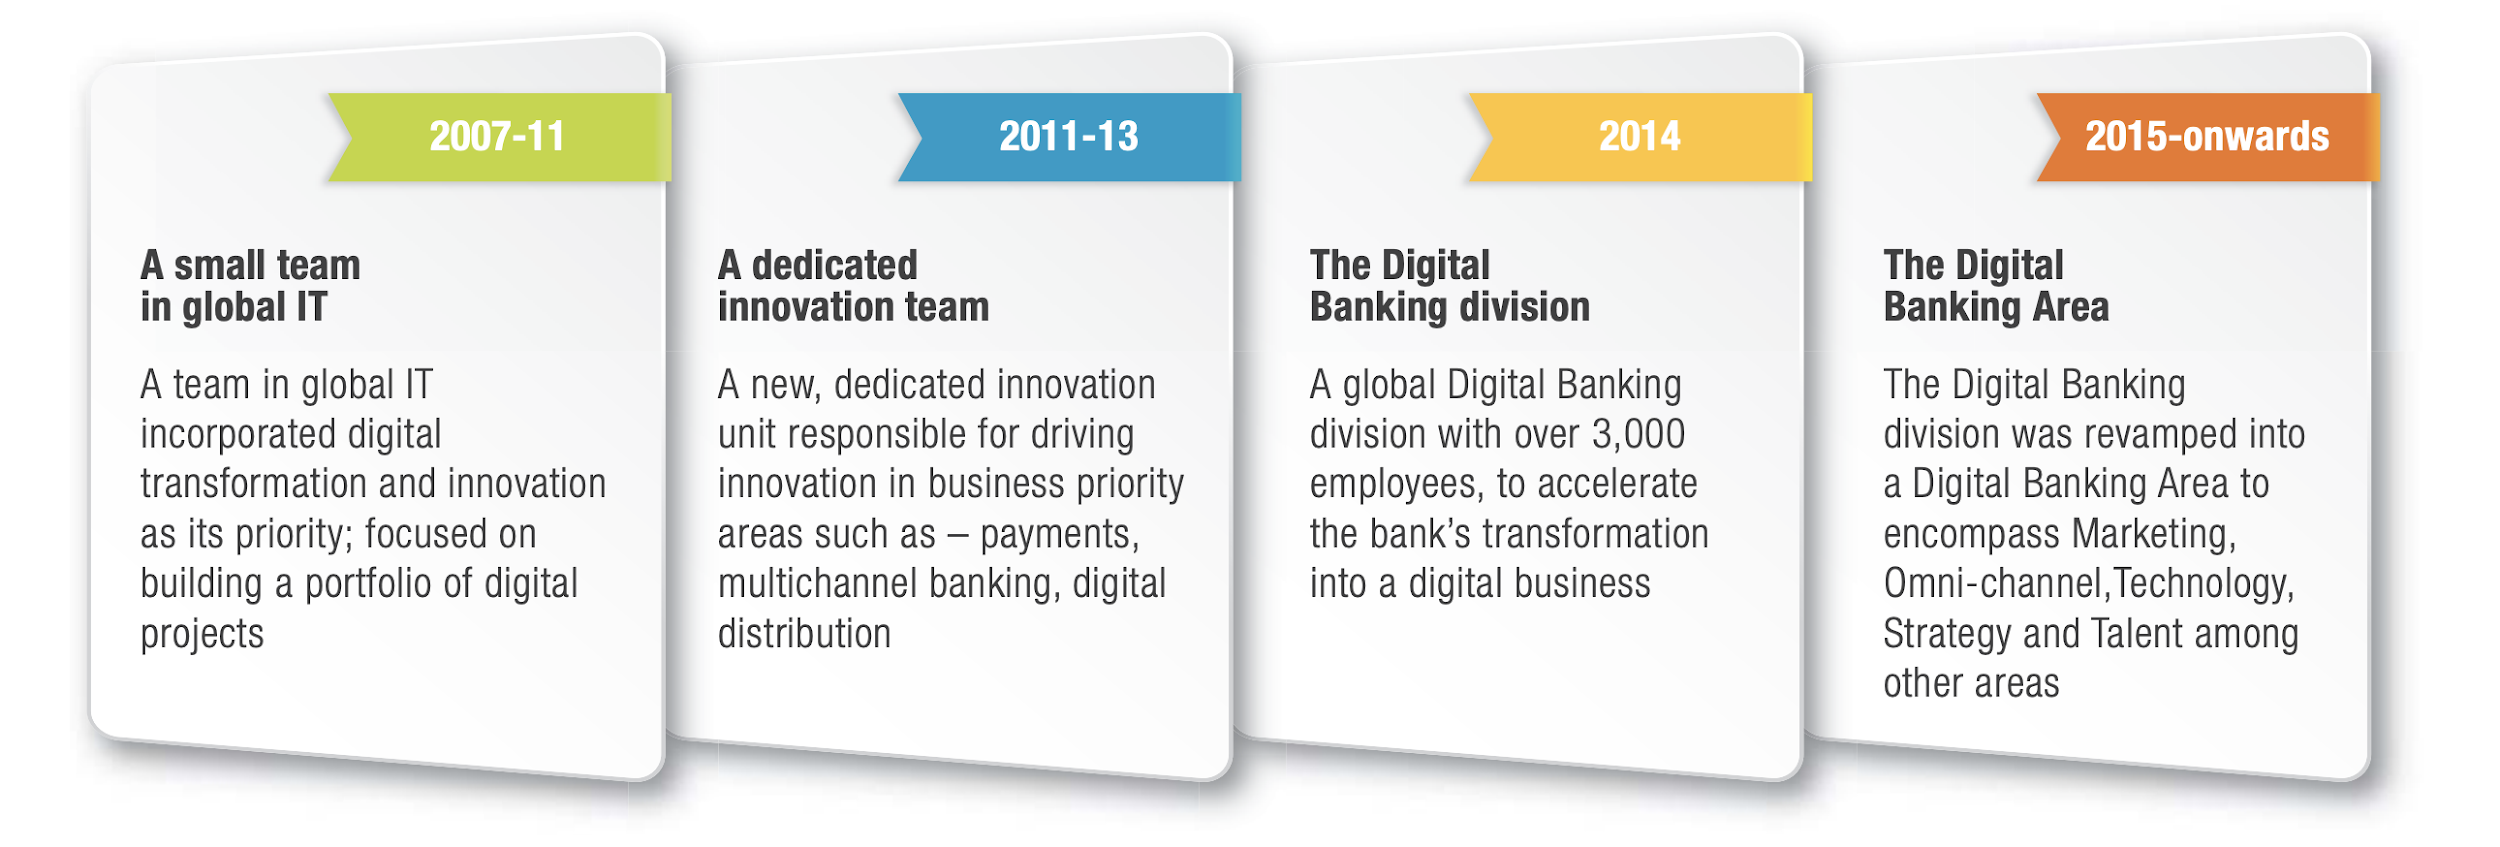 2007-11
A small team
in global IT
A team in global IT
incorporated digital
transformation and innovation
as its priority; focused on
building a portfolio of digital
projects
2011-13
A dedicated
innovation team
A new, dedicated innovation
unit responsible for driving
innovation in business priority
areas such as – payments,
multichannel banking, digital
distribution
2014
The Digital
Banking division
A global Digital Banking
division with over 3,000
employees, to accelerate
the bank’s transformation
into a digital business
2015-onwards
The Digital
Banking Area
The Digital Banking
division was revamped into
a Digital Banking Area to
encompass Marketing,
Omni-channel,Technology,
Strategy and Talent among
other areas